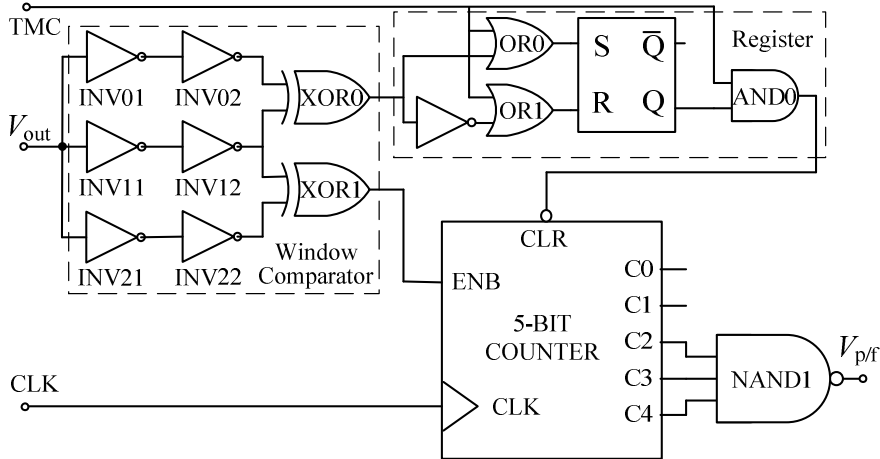 TMC
Register
OR0
S
Q
INV01
INV02
XOR0
OR1
R
Q
AND0
Vout
INV11
INV12
XOR1
CLR
INV21
INV22
Window
Comparator
ENB
C0
C1
5-BIT
COUNTER
C2
C3
C4
NAND1
Vp/f
CLK
CLK